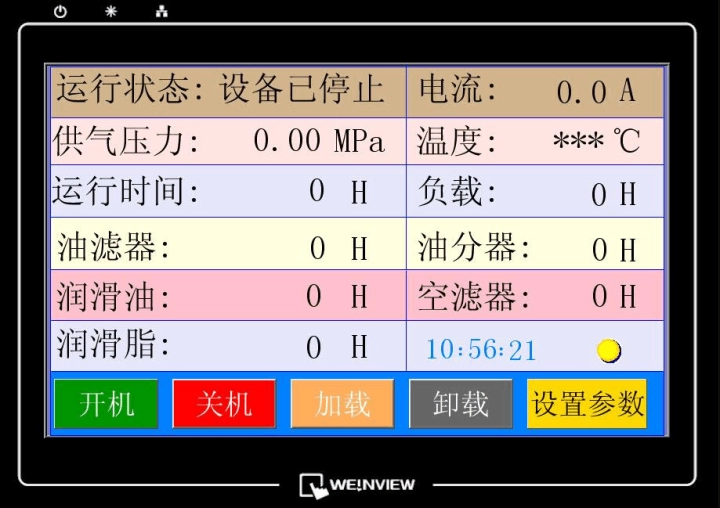 运行状态: 设备已停止 电流: 0.0 A
供气压力: 0.00 MPa 温度: *** ℃
运行时间: 0 H 负载: 0 H
油滤器: 0 H 油分器: 0 H
润滑油: 0 H 空滤器: 0 H
润滑脂: 0 H 10:56:21
开机 关机 加载 卸载 设置参数
WE!NVIEW